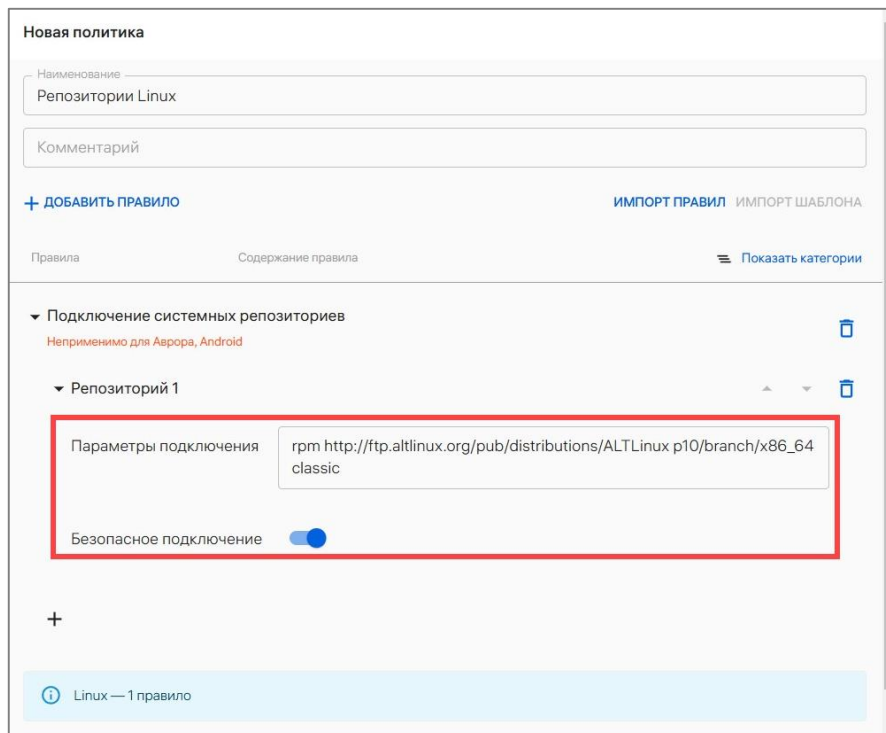 Новая политика
Наименование
Репозитории Linux
Комментарий
+ ДОБАВИТЬ ПРАВИЛО ИМПОРТ ПРАВИЛ ИМПОРТ ШАБЛОНА
Правила Содержание правила Показать категории
Подключение системных репозиториев
Неприменимо для Аврора, Android
Репозиторий 1
Параметры подключения rpm http://ftp.altlinux.org/pub/distributions/ALTLinux p10/branch/x86_64
classic
Безопасное подключение
+
Linux — 1 правило